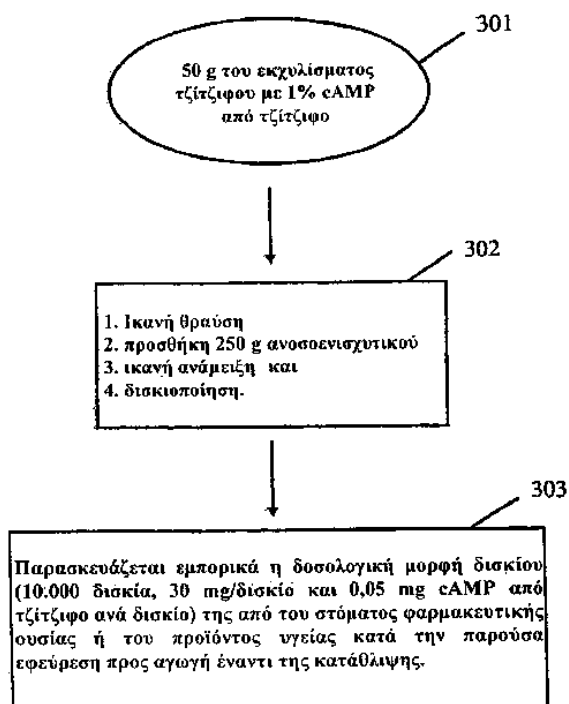 301
50 g του εκχυλίσματος
τζίτζιφου με 1% cAMP
από τζίτζιφο
302
1. Ικανή θραύση
2. προσθήκη 250 g ανοσοενισχυτικού
3. ικανή ανάμειξη και
4. δισκιοποίηση.
303
Παρασκευάζεται εμπορικά η δοσολογική μορφή δισκίου
(10.000 δισκία, 30 mg/δισκίο και 0,05 mg cAMP από
τζίτζιφο ανά δισκίο) της από του στόματος φαρμακευτικής
ουσίας ή του προϊόντος υγείας κατά την παρούσα
εφεύρεση προς αγωγή έναντι της κατάθλιψης.